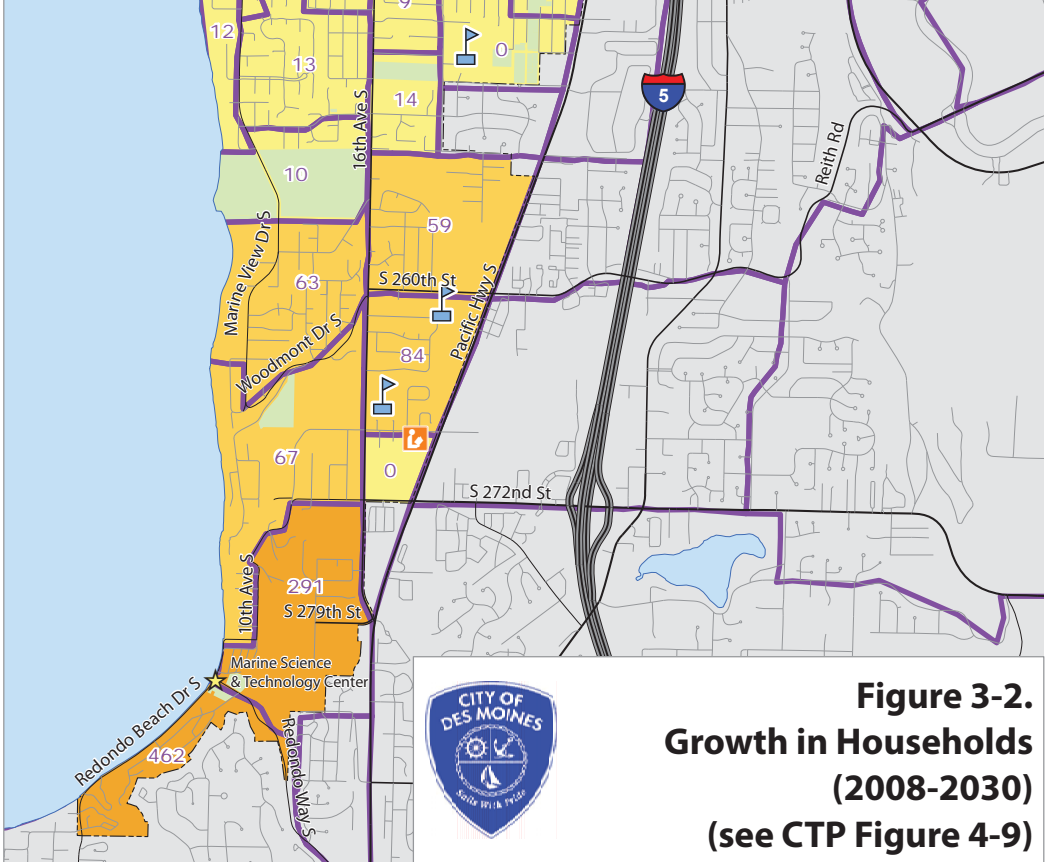 9
12
0
13
5
14
16th Ave S
Reith Rd
10
59
Marine View Dr S
S 260th St
63
Pacific Hwy S
Woodmont Dr S
84
67
0
S 272nd St
10th Ave S
291
S 279th St
Marine Science
& Technology Center
Redondo Beach Dr S
462
Redondo Way S
CITY OF
DES MOINES
Sails With Pride
Figure 3-2.
Growth in Households
(2008-2030)
(see CTP Figure 4-9)